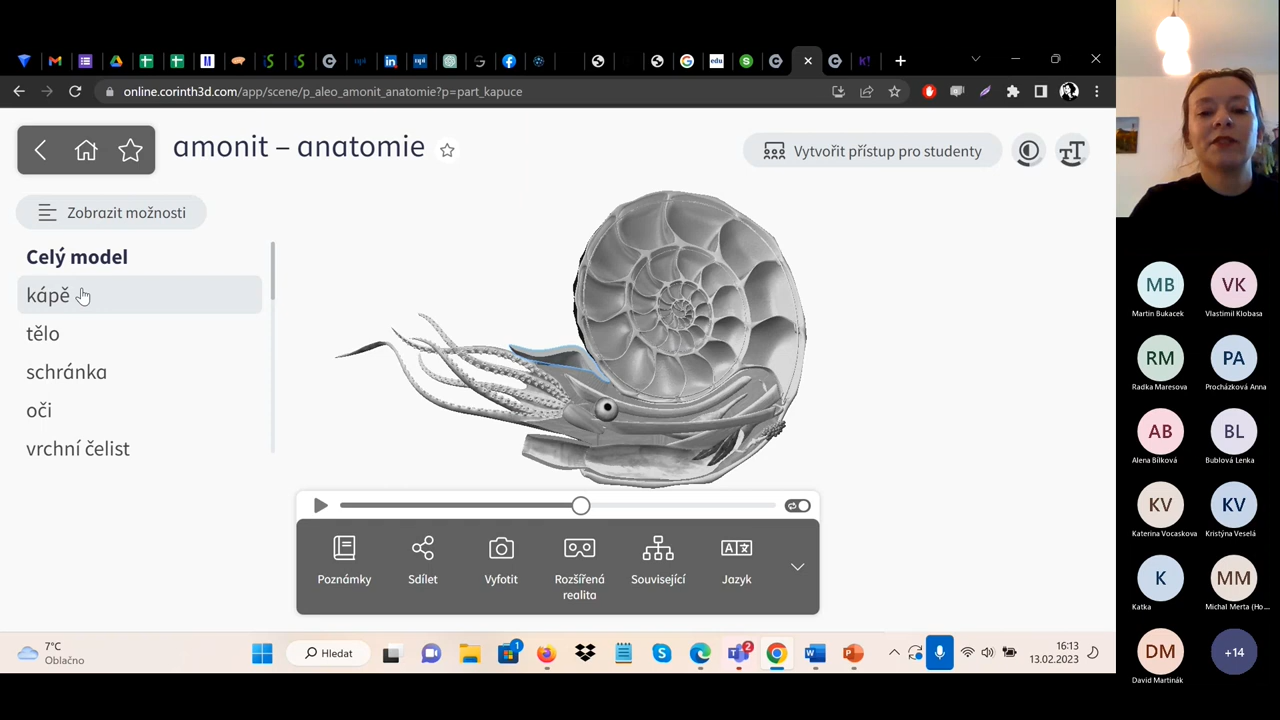 online.corinth3d.com/app/scene/p_aleo_amonit_anatomie?p=part_kapuce
amonit – anatomie
Vytvořit přístup pro studenty
Zobrazit možnosti
Celý model
kápě
tělo
schránka
oči
vrchní čelist
Poznámky
Sdílet
Vyfotit
Rozšířená
realita
Související
Jazyk
7°C
Oblačno
Hledat
16:13
13.02.2023
MB
Martin Bukacek
VK
Vlastimil Klobasa
RM
Radka Maresova
PA
Procházková Anna
AB
Alena Bílková
BL
Bublová Lenka
KV
Katerina Vocaskova
KV
Kristýna Veselá
K
Katka
MM
Michal Merta (Ho...
DM
David Martinák
+14